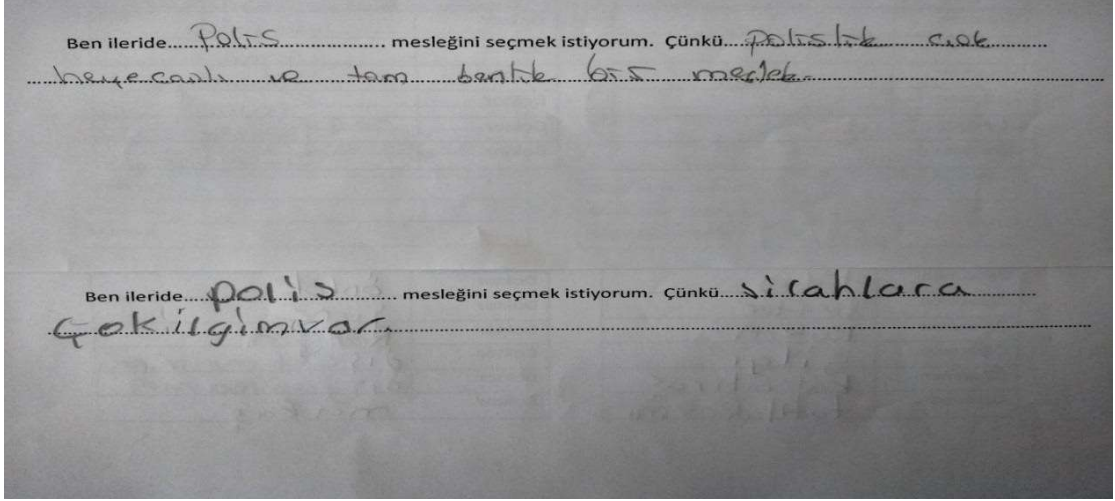 Ben ileride.....Polis.................. mesleğini seçmek istiyorum. Çünkü....polislik.........çok..........
..heyecanlı......ve.....tam......benlik....bir.....meslek.
Ben ileride.....polis............ mesleğini seçmek istiyorum. Çünkü.....silahlara..........
.çok ilgim var.